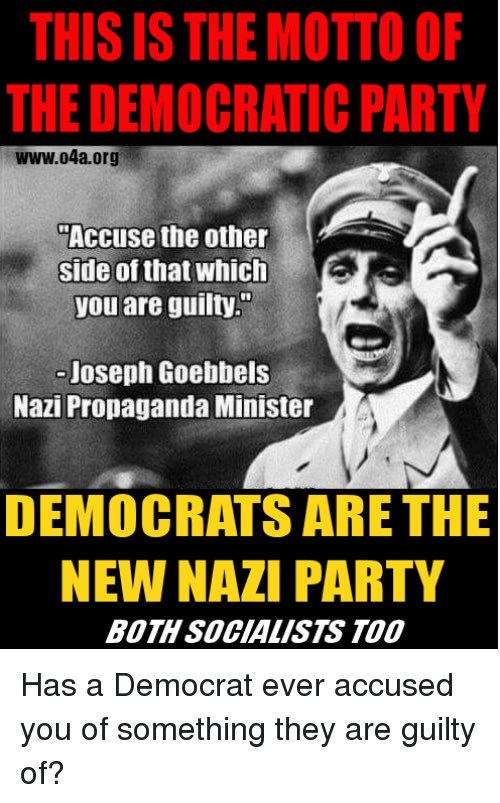 THIS IS THE MOTTO OF
THE DEMOCRATIC PARTY
www.o4a.org
"Accuse the other
side of that which
you are guilty."
- Joseph Goebbels
Nazi Propaganda Minister
DEMOCRATS ARE THE
NEW NAZI PARTY
BOTH SOCIALISTS TOO
Has a Democrat ever accused
you of something they are guilty
of?